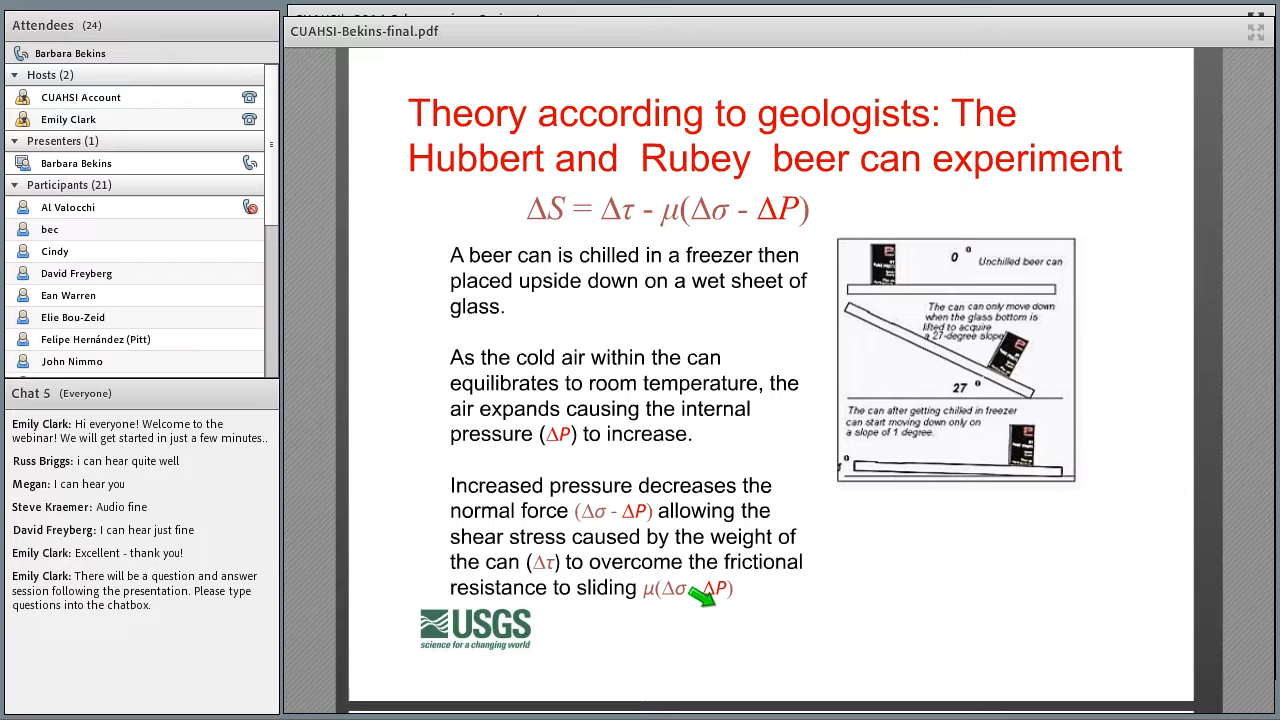 Attendees (24)
Barbara Bekins
Hosts (2)
CUAHSI Account
Emily Clark
Presenters (1)
Barbara Bekins
Participants (21)
Al Valocchi
bec
Cindy
David Freyberg
Ean Warren
Elie Bou-Zeid
Felipe Hernández (Pitt)
John Nimmo
Chat 5 (Everyone)
Emily Clark: Hi everyone! Welcome to the
webinar! We will get started in just a few minutes..
Russ Briggs: i can hear quite well
Megan: I can hear you
Steve Kraemer: Audio fine
David Freyberg: I can hear just fine
Emily Clark: Excellent - thank you!
Emily Clark: There will be a question and answer
session following the presentation. Please type
questions into the chatbox.
CUAHSI-Bekins-final.pdf
Theory according to geologists: The
Hubbert and Rubey beer can experiment
ΔS = Δτ - μ(Δσ - ΔP)
A beer can is chilled in a freezer then
placed upside down on a wet sheet of
glass.
As the cold air within the can
equilibrates to room temperature, the
air expands causing the internal
pressure (ΔP) to increase.
Increased pressure decreases the
normal force (Δσ - ΔP) allowing the
shear stress caused by the weight of
the can (Δτ) to overcome the frictional
resistance to sliding μ(Δσ ΔP)
0°
Unchilled beer can
The can can only move down
when the glass bottom is
lifted to acquire
a 27-degree slope
27°
The can after getting chilled in freezer
can start moving down only on
a slope of 1 degree.
1°
USGS
science for a changing world